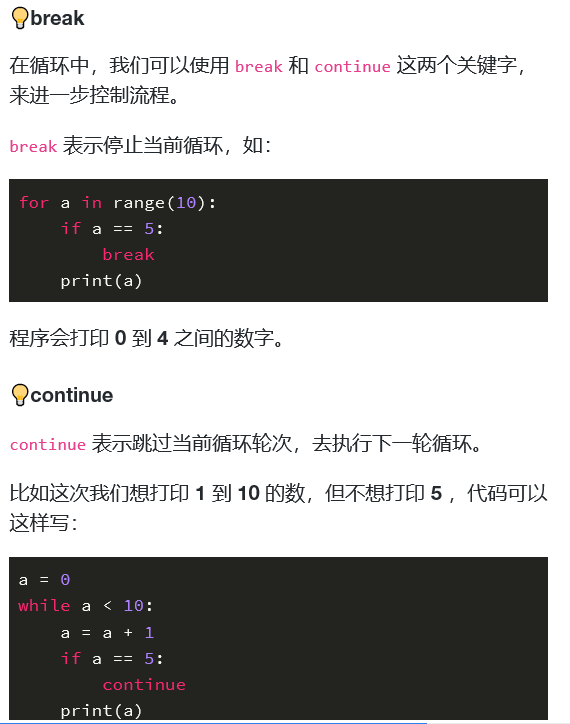 💡break
在循环中，我们可以使用 break 和 continue 这两个关键字，
来进一步控制流程。
break 表示停止当前循环，如：
for a in range(10):
    if a == 5:
        break
    print(a)
程序会打印 0 到 4 之间的数字。
💡continue
continue 表示跳过当前循环轮次，去执行下一轮循环。
比如这次我们想打印 1 到 10 的数，但不想打印 5 ，代码可以
这样写：
a = 0
while a < 10:
    a = a + 1
    if a == 5:
        continue
    print(a)